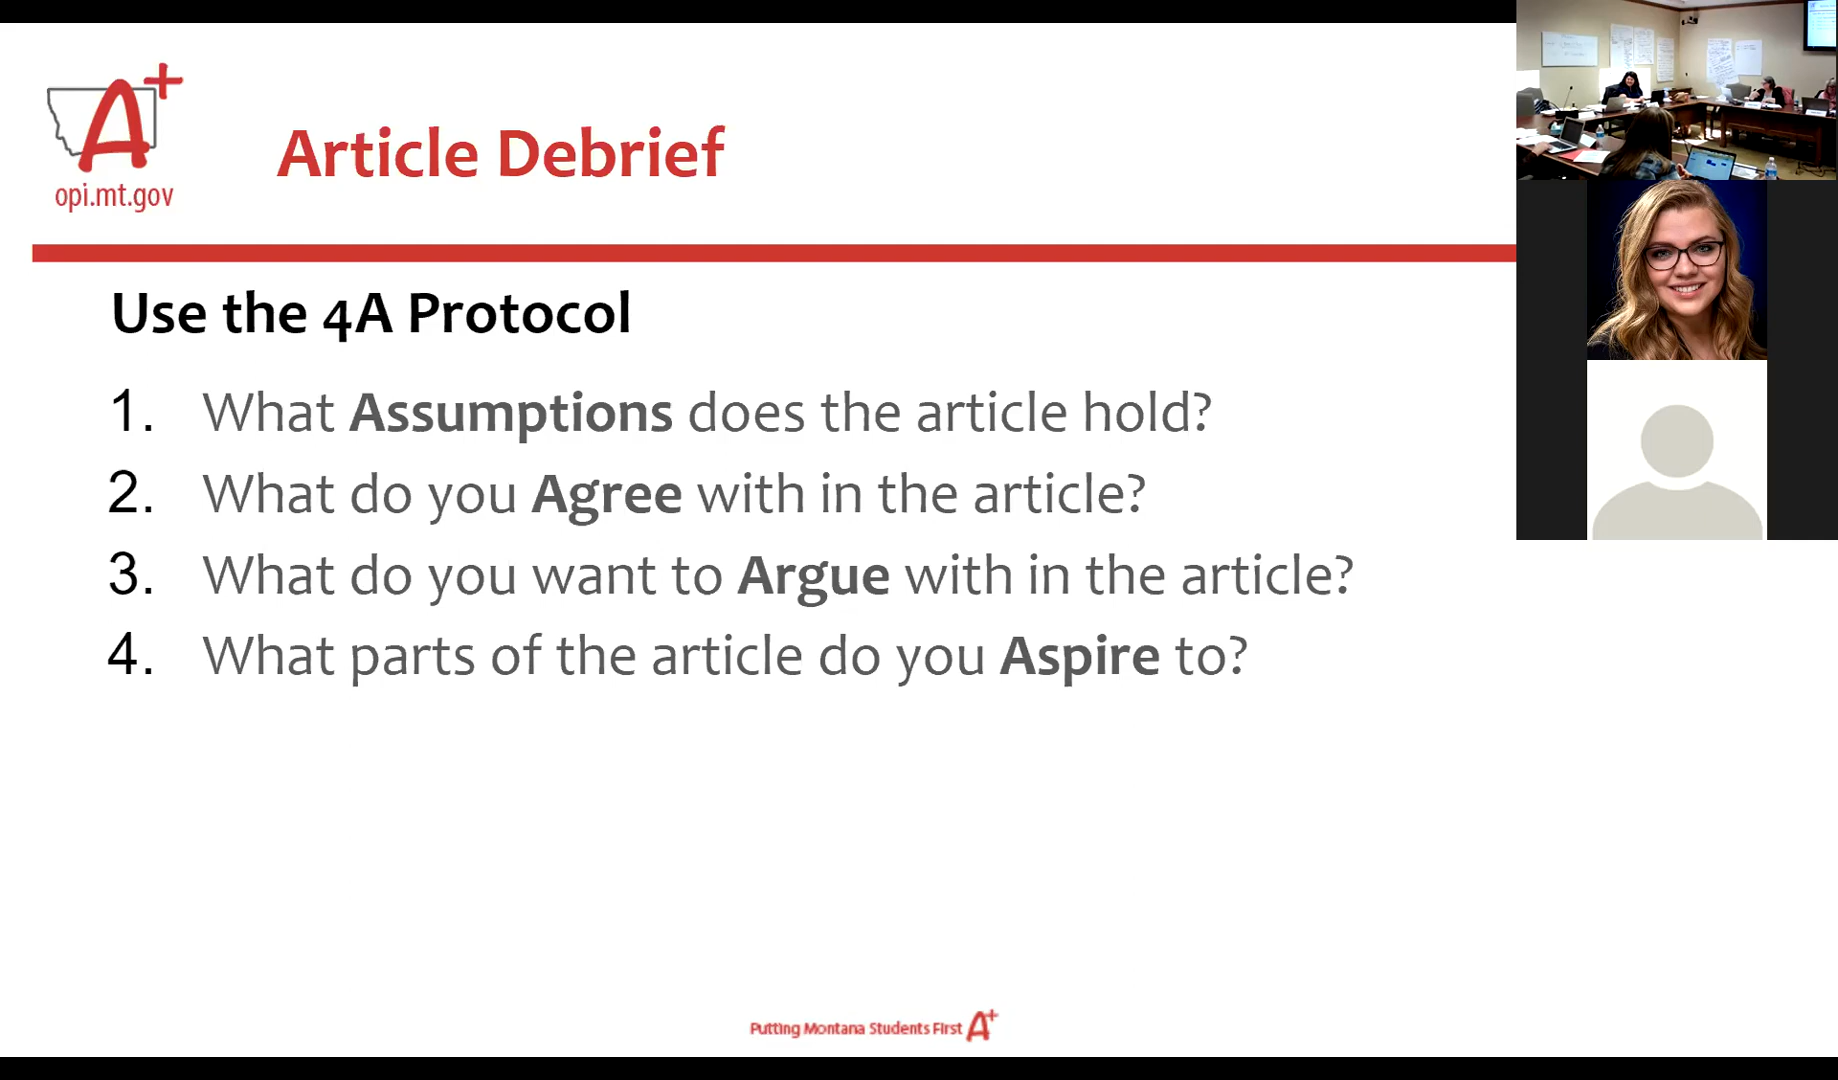 A+
opi.mt.gov
Article Debrief
Use the 4A Protocol
1. What Assumptions does the article hold?
2. What do you Agree with in the article?
3. What do you want to Argue with in the article?
4. What parts of the article do you Aspire to?
Putting Montana Students First A+